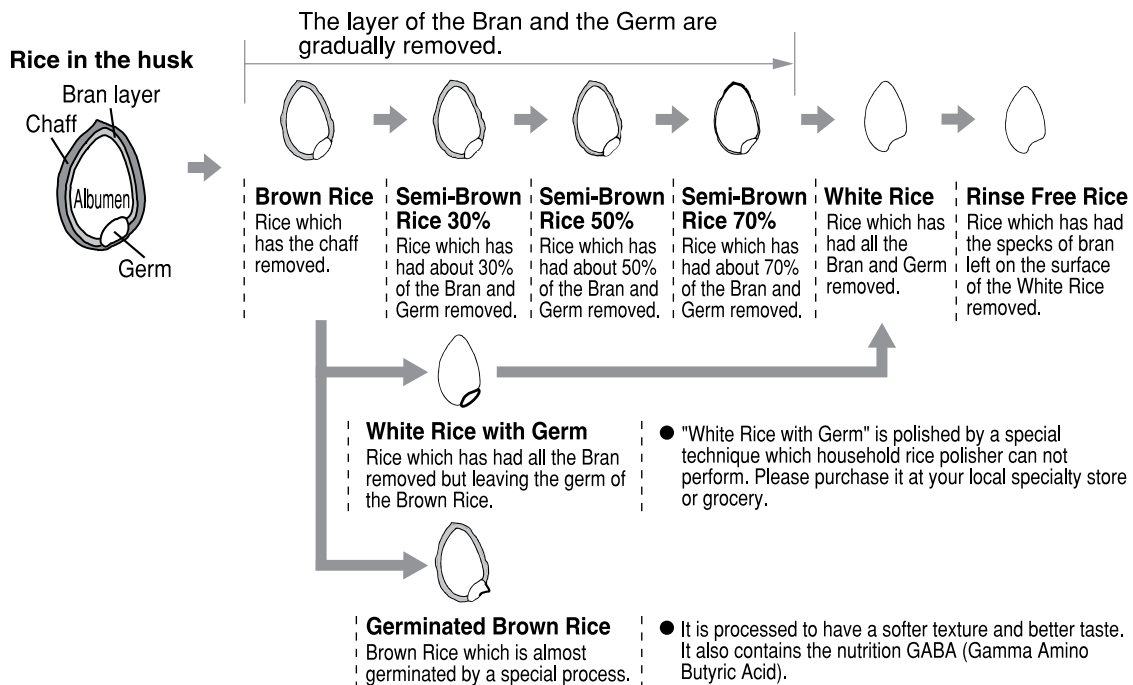 The layer of the Bran and the Germ are
gradually removed.
Rice in the husk
Bran layer
Chaff
Albumen
Germ
Brown Rice
Rice which
has the chaff
removed.
Semi-Brown
Rice 30%
Rice which has
had about 30%
of the Bran and
Germ removed.
Semi-Brown
Rice 50%
Rice which has
had about 50%
of the Bran and
Germ removed.
Semi-Brown
Rice 70%
Rice which has
had about 70%
of the Bran and
Germ removed.
White Rice
Rice which has
had all the
Bran and Germ
removed.
Rinse Free Rice
Rice which has had
the specks of bran
left on the surface
of the White Rice
removed.
White Rice with Germ
Rice which has had all the Bran
removed but leaving the germ of
the Brown Rice.
● "White Rice with Germ" is polished by a special
technique which household rice polisher can not
perform. Please purchase it at your local specialty store
or grocery.
Germinated Brown Rice
Brown Rice which is almost
germinated by a special process.
● It is processed to have a softer texture and better taste.
It also contains the nutrition GABA (Gamma Amino
Butyric Acid).